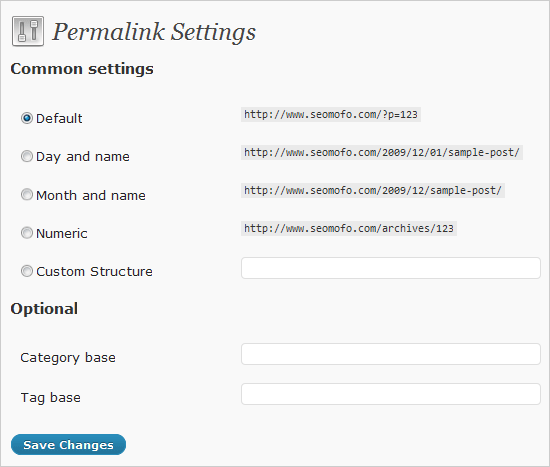 Permalink Settings
Common settings
Default http://www.seomofo.com/?p=123
Day and name http://www.seomofo.com/2009/12/01/sample-post/
Month and name http://www.seomofo.com/2009/12/sample-post/
Numeric http://www.seomofo.com/archives/123
Custom Structure
Optional
Category base
Tag base
Save Changes